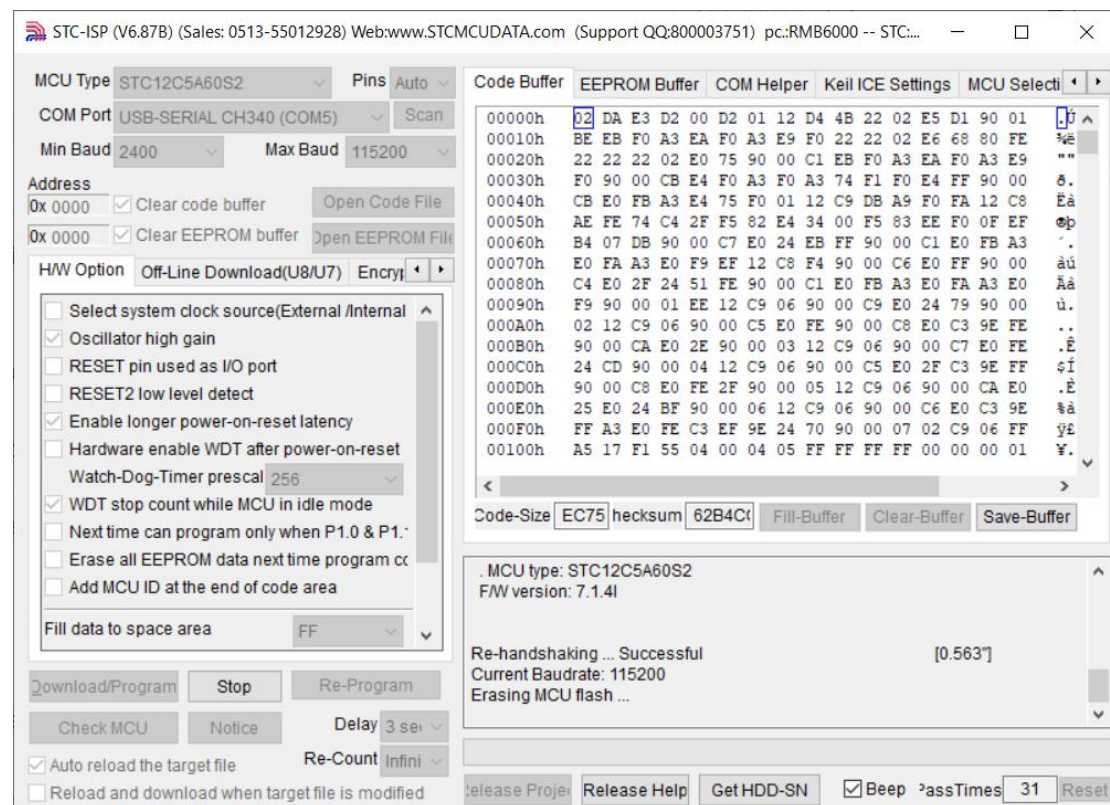 STC-ISP (V6.87B) (Sales: 0513-55012928) Web:www.STCMCUDATA.com (Support QQ:800003751) pc.:RMB6000 -- STC:...
MCU Type STC12C5A60S2 Pins Auto
COM Port USB-SERIAL CH340 (COM5) Scan
Min Baud 2400 Max Baud 115200
Address
0x 0000 Clear code buffer Open Code File
0x 0000 Clear EEPROM buffer Open EEPROM File
H/W Option Off-Line Download(U8/U7) Encryp
Select system clock source(External /Internal
Oscillator high gain
RESET pin used as I/O port
RESET2 low level detect
Enable longer power-on-reset latency
Hardware enable WDT after power-on-reset
Watch-Dog-Timer prescal 256
WDT stop count while MCU in idle mode
Next time can program only when P1.0 & P1.
Erase all EEPROM data next time program co
Add MCU ID at the end of code area
Fill data to space area FF
Download/Program Stop Re-Program
Check MCU Notice Delay 3 sec
Auto reload the target file Re-Count Infini
Reload and download when target file is modified
Code Buffer EEPROM Buffer COM Helper Keil ICE Settings MCU Selecti
00000h 02 DA E3 D2 00 D2 01 12 D4 4B 22 02 E5 D1 90 01 .Ú
00010h BE EB F0 A3 EA F0 A3 E9 F0 22 22 02 E6 68 80 FE ¾ë
00020h 22 22 22 02 E0 75 90 00 C1 EB F0 A3 EA F0 A3 E9 ""
00030h F0 90 00 CB E4 F0 A3 F0 A3 74 F1 F0 E4 FF 90 00 ð.
00040h CB E0 FB A3 E4 75 F0 01 12 C9 DB A9 F0 FA 12 C8 Ëà
00050h AE FE 74 C4 2F F5 82 E4 34 00 F5 83 EE F0 0F EF ®þ
00060h B4 07 DB 90 00 C7 E0 24 EB FF 90 00 C1 E0 FB A3 ´.
00070h E0 FA A3 E0 F9 EF 12 C8 F4 90 00 C6 E0 FF 90 00 àú
00080h C4 E0 2F 24 51 FE 90 00 C1 E0 FB A3 E0 FA A3 E0 Äà
00090h F9 90 00 01 EE 12 C9 06 90 00 C9 E0 24 79 90 00 ù.
000A0h 02 12 C9 06 90 00 C5 E0 FE 90 00 C8 E0 C3 9E FE ..
000B0h 90 00 CA E0 2E 90 00 03 12 C9 06 90 00 C7 E0 FE .Ê
000C0h 24 CD 90 00 04 12 C9 06 90 00 C5 E0 2F C3 9E FF $Í
000D0h 90 00 C8 E0 FE 2F 90 00 05 12 C9 06 90 00 CA E0 .È
000E0h 25 E0 24 BF 90 00 06 12 C9 06 90 00 C6 E0 C3 9E %à
000F0h FF A3 E0 FE C3 EF 9E 24 70 90 00 07 02 C9 06 FF ÿ£
00100h A5 17 F1 55 04 00 04 05 FF FF FF FF 00 00 00 01 ¥.
Code-Size EC75 hecksum 62B4C Fill-Buffer Clear-Buffer Save-Buffer
. MCU type: STC12C5A60S2
F/W version: 7.1.4I
Re-handshaking ... Successful [0.563"]
Current Baudrate: 115200
Erasing MCU flash ...
Release Projec Release Help Get HDD-SN Beep PassTimes 31 Reset